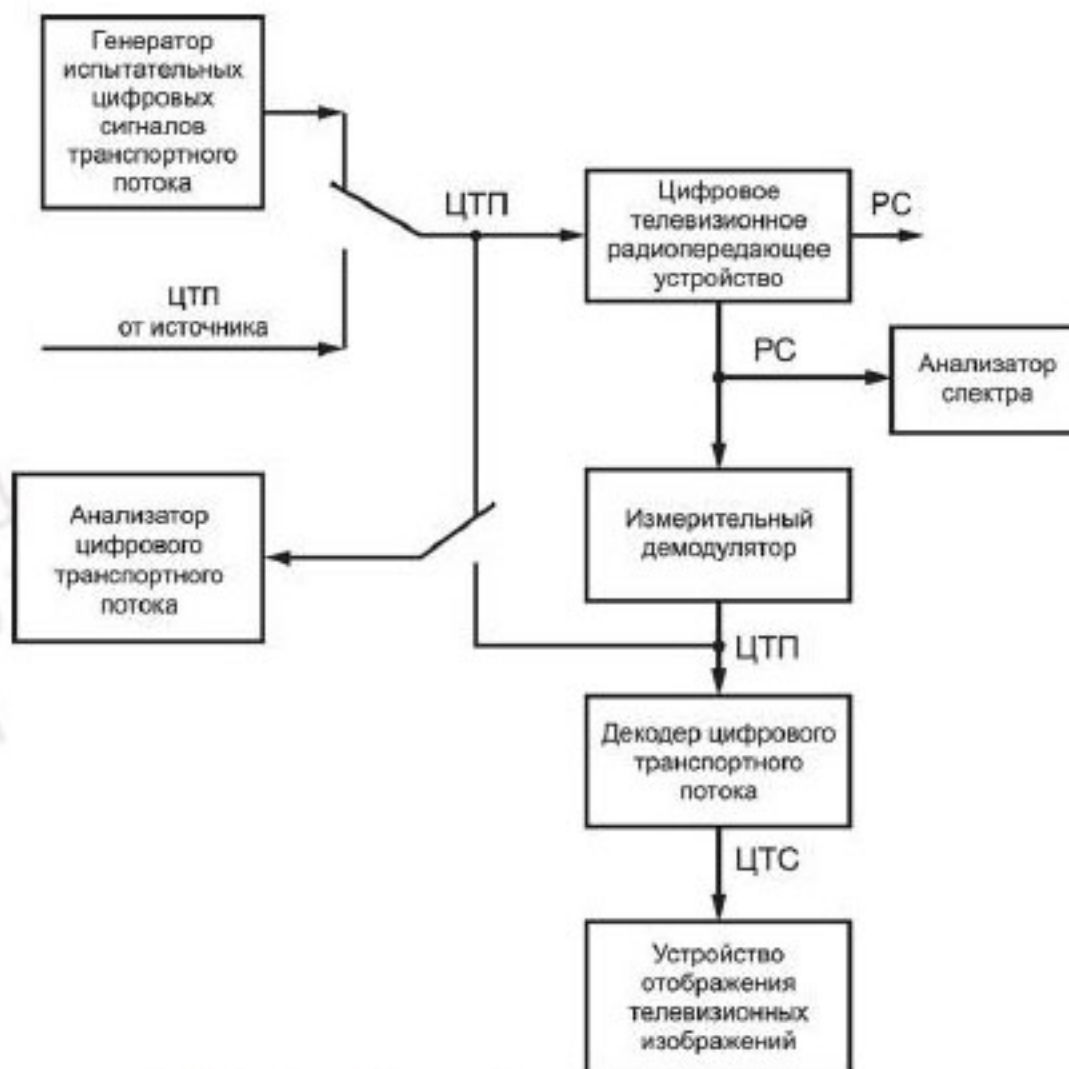 Генератор
испытательных
цифровых
сигналов
транспортного
потока
ЦТП
Цифровое
телевизионное
радиопередающее
устройство
РС
ЦТП
от источника
РС
Анализатор
спектра
Анализатор
цифрового
транспортного
потока
Измерительный
демодулятор
ЦТП
Декодер цифрового
транспортного
потока
ЦТС
Устройство
отображения
телевизионных
изображений